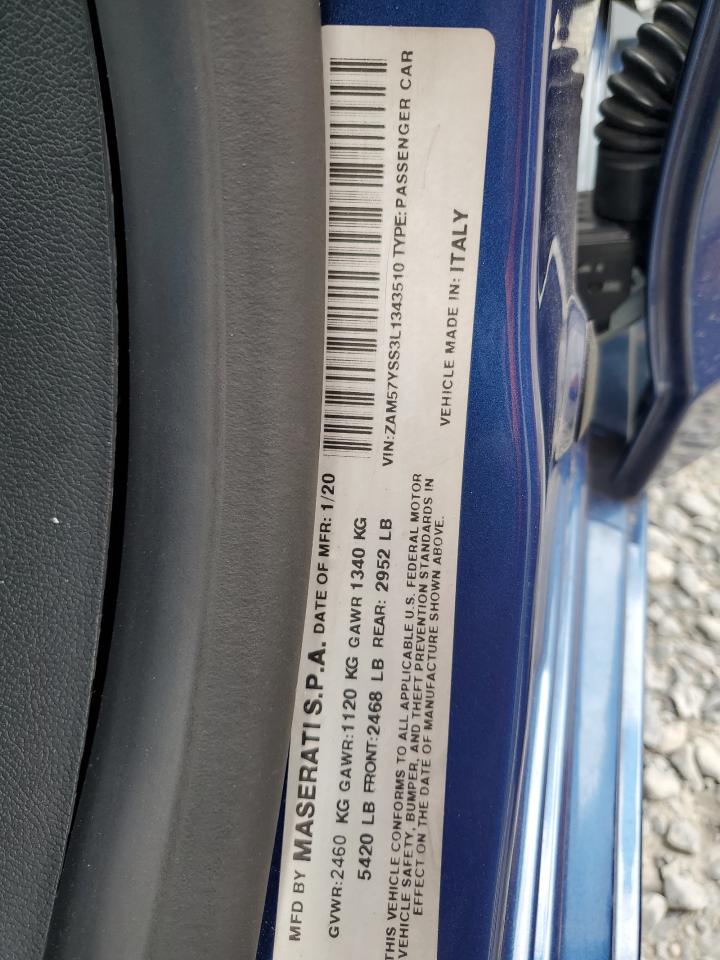 MFD BY MASERATI S.P.A. DATE OF MFR: 1/20
GVWR:2460 KG GAWR:1120 KG GAWR 1340 KG
5420 LB FRONT:2468 LB REAR: 2952 LB
THIS VEHICLE CONFORMS TO ALL APPLICABLE U.S. FEDERAL MOTOR
VEHICLE SAFETY, BUMPER, AND THEFT PREVENTION STANDARDS IN
EFFECT ON THE DATE OF MANUFACTURE SHOWN ABOVE.
VIN:ZAM57YSS3L1343510 TYPE:PASSENGER CAR
VEHICLE MADE IN: ITALY